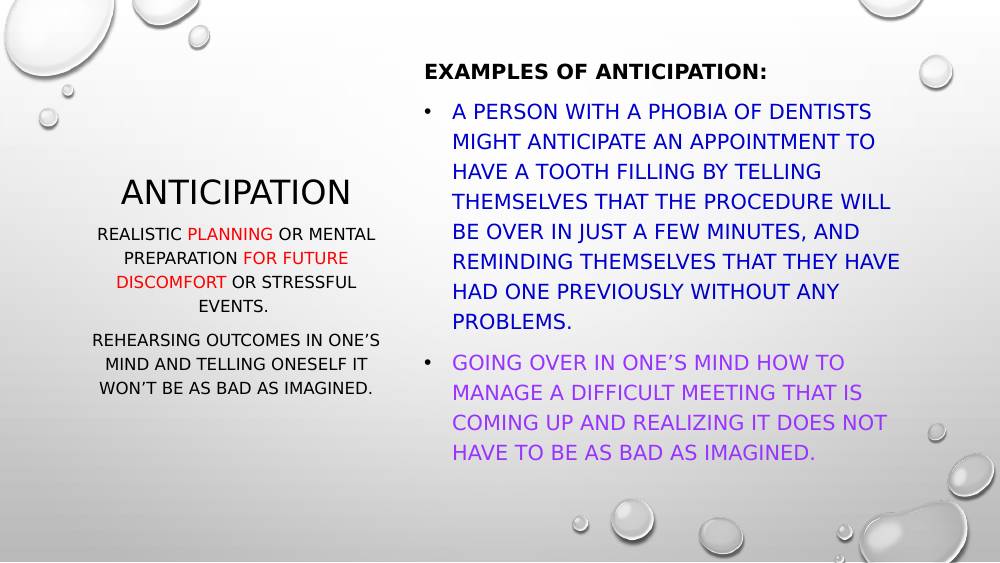 ANTICIPATION
REALISTIC PLANNING OR MENTAL
PREPARATION FOR FUTURE
DISCOMFORT OR STRESSFUL
EVENTS.
REHEARSING OUTCOMES IN ONE’S
MIND AND TELLING ONESELF IT
WON’T BE AS BAD AS IMAGINED.
EXAMPLES OF ANTICIPATION:
• A PERSON WITH A PHOBIA OF DENTISTS
MIGHT ANTICIPATE AN APPOINTMENT TO
HAVE A TOOTH FILLING BY TELLING
THEMSELVES THAT THE PROCEDURE WILL
BE OVER IN JUST A FEW MINUTES, AND
REMINDING THEMSELVES THAT THEY HAVE
HAD ONE PREVIOUSLY WITHOUT ANY
PROBLEMS.
• GOING OVER IN ONE’S MIND HOW TO
MANAGE A DIFFICULT MEETING THAT IS
COMING UP AND REALIZING IT DOES NOT
HAVE TO BE AS BAD AS IMAGINED.